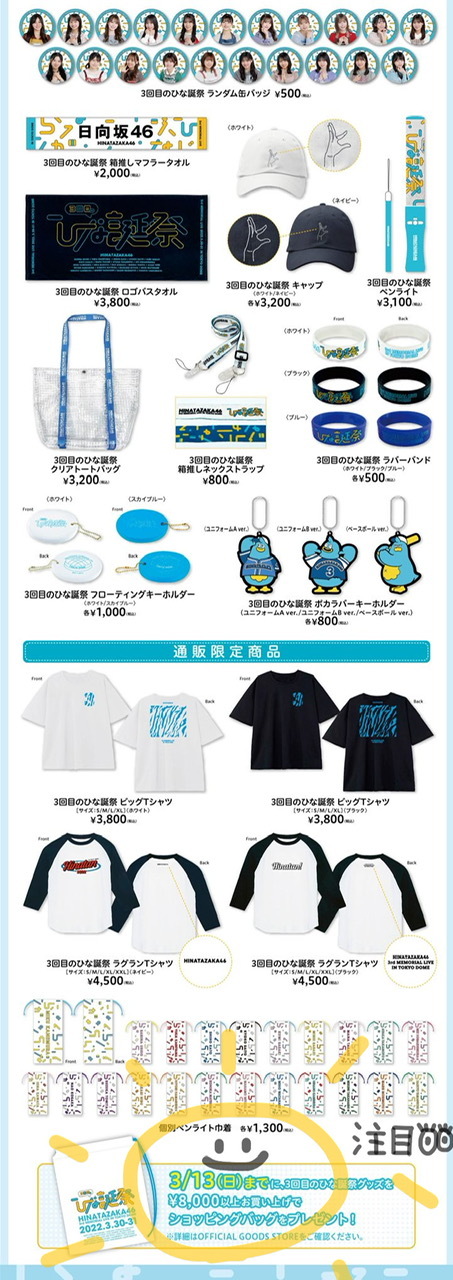 3回目のひな誕祭 ランダム缶バッジ ¥500(税込)
日向坂46
HINATAZAKA46
3回目のひな誕祭 箱推しマフラータオル
¥2,000(税込)
3回目の
ひな誕祭
3回目のひな誕祭 ロゴバスタオル
¥3,800(税込)
(ホワイト)
(ネイビー)
3回目のひな誕祭 キャップ
(ホワイト/ネイビー)
各¥3,200(税込)
3回目のひな誕祭
ペンライト
¥3,100(税込)
3回目のひな誕祭
クリアトートバッグ
¥3,200(税込)
HINATAZAKA46
ひな誕祭
3回目のひな誕祭
箱推しネックストラップ
¥800(税込)
Front
Back
(ホワイト)
(ブラック)
(ブルー)
3回目のひな誕祭 ラバーバンド
(ホワイト/ブラック/ブルー)
各¥500(税込)
(ホワイト)
(スカイブルー)
Front
Front
Back
Back
3回目のひな誕祭 フローティングキーホルダー
(ホワイト/スカイブルー)
各¥1,000(税込)
(ユニフォームA ver.)
(ユニフォームB ver.)
(ベースボール ver.)
3回目のひな誕祭 ポカラバーキーホルダー
(ユニフォームA ver./ユニフォームB ver./ベースボール ver.)
各¥800(税込)
通販限定商品
Front
Back
Front
Back
3回目のひな誕祭 ビッグTシャツ
[サイズ:S/M/L/XL](ホワイト)
¥3,800(税込)
3回目のひな誕祭 ビッグTシャツ
[サイズ:S/M/L/XL](ブラック)
¥3,800(税込)
Front
Back
Hinatan!
HINATAZAKA46
3回目のひな誕祭 ラグランTシャツ
[サイズ:S/M/L/XL/XXL](ネイビー)
¥4,500(税込)
Front
Back
Hinatan!
HINATAZAKA46
3rd MEMORIAL LIVE
IN TOKYO DOME
3回目のひな誕祭 ラグランTシャツ
[サイズ:S/M/L/XL/XXL](ブラック)
¥4,500(税込)
Front
Back
個別ペンライト巾着 各¥1,300(税込)
注目
3回目の
ひな誕祭
HINATAZAKA46
2022.3.30-31
3/13(日)までに、3回目のひな誕祭グッズを
¥8,000以上お買い上げで
ショッピングバッグをプレゼント!
※詳細はOFFICIAL GOODS STOREをご確認ください。